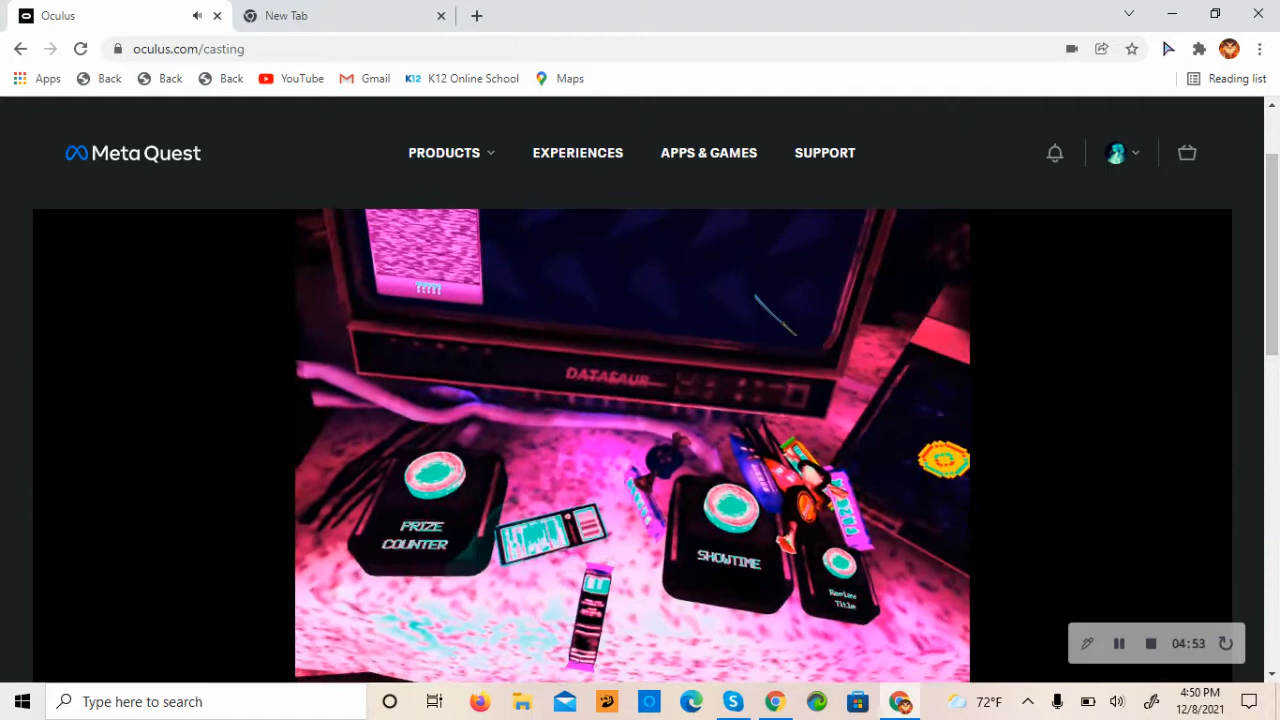 Oculus
New Tab
oculus.com/casting
Apps
Back
Back
Back
YouTube
Gmail
K12 K12 Online School
Maps
Reading list
Meta Quest
PRODUCTS
EXPERIENCES
APPS & GAMES
SUPPORT
?????
DATASAUR
PRIZE
COUNTER
SHOWTIME
04:53
Type here to search
72°F
4:50 PM
12/8/2021